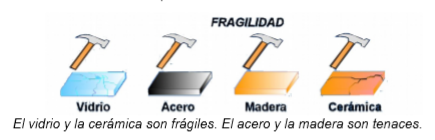 FRAGILIDAD
Vidrio Acero Madera Cerámica
El vidrio y la cerámica son frágiles. El acero y la madera son tenaces.